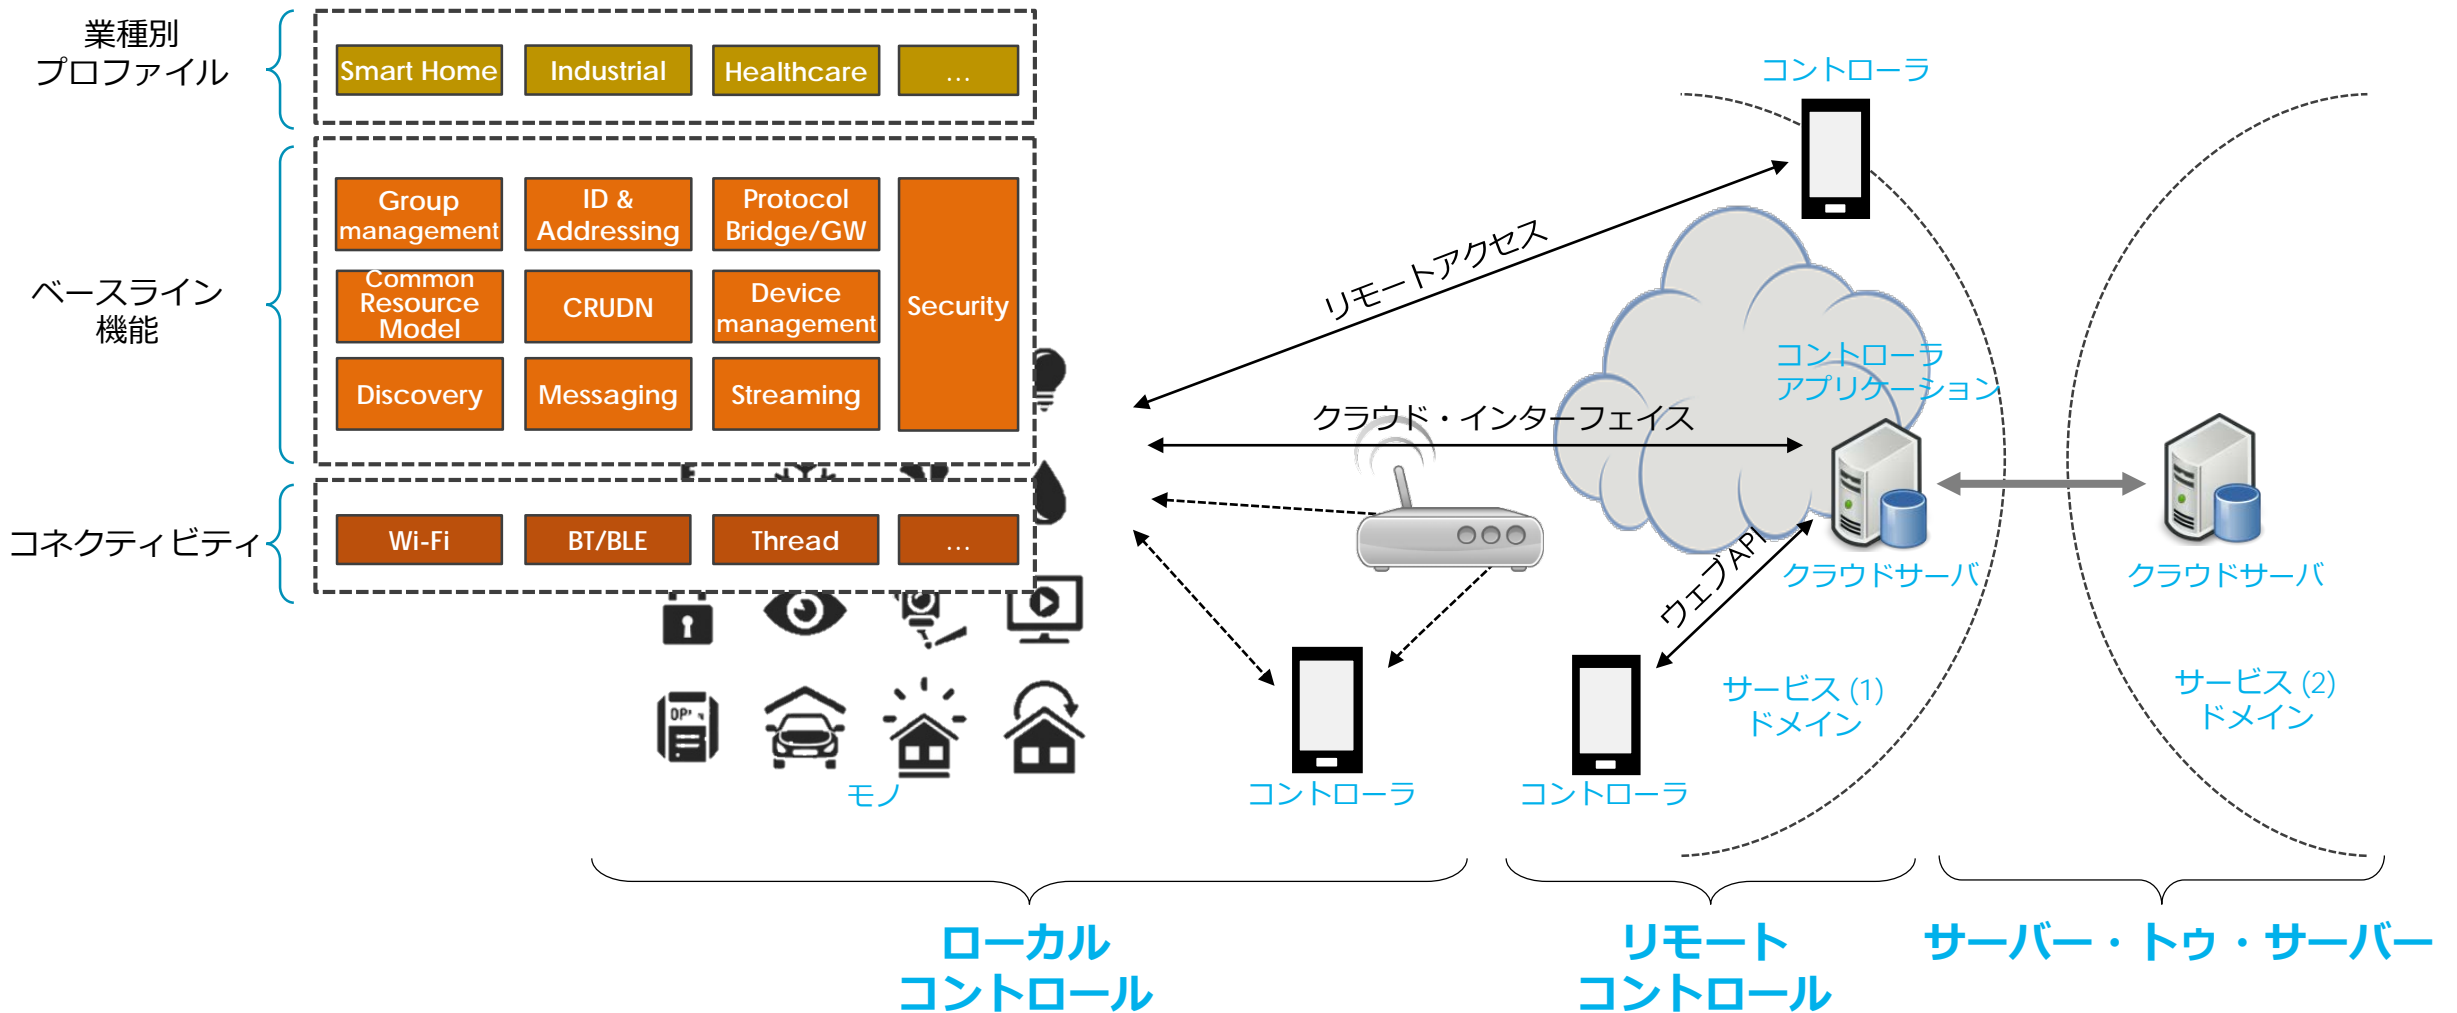 業種別
プロファイル
Smart Home
Industrial
Healthcare
...
ベースライン
機能
Group
management
ID &
Addressing
Protocol
Bridge/GW
Security
Common
Resource
Model
CRUDN
Device
management
Discovery
Messaging
Streaming
コネクティビティ
Wi-Fi
BT/BLE
Thread
...
モノ
リモートアクセス
クラウド・インターフェイス
ウェブAPI
コントローラ
コントローラ
アプリケーション
クラウドサーバ
クラウドサーバ
サービス (1)
ドメイン
サービス (2)
ドメイン
コントローラ
コントローラ
ローカル
コントロール
リモート
コントロール
サーバー・トゥ・サーバー